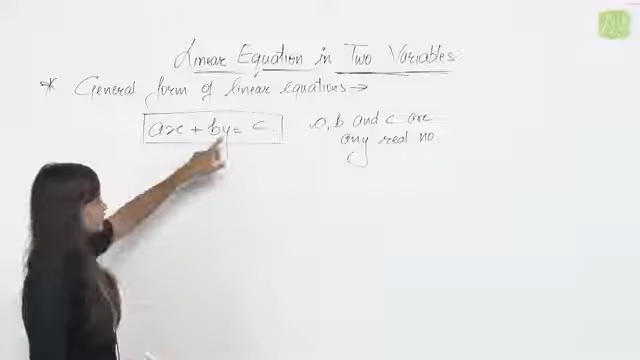 Linear Equation in Two Variables
* General form of linear equations →
ax + by = c
a, b and c are
any real no